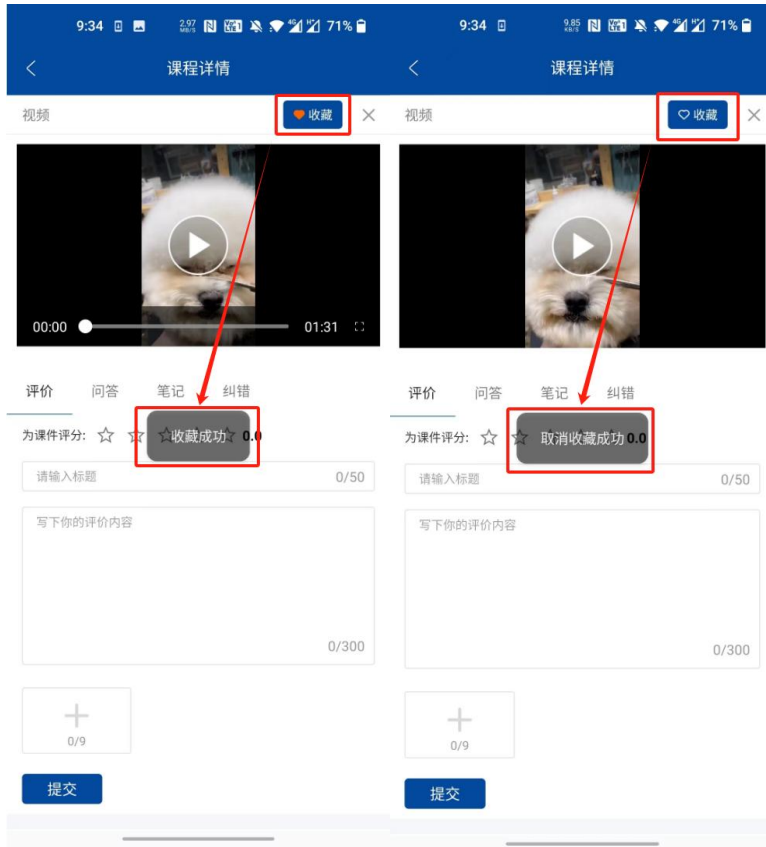 9:34
2.97
MB/S
4G
71%
课程详情
视频
收藏
00:00
01:31
评价 问答 笔记 纠错
为课件评分:
0.0
收藏成功
请输入标题
0/50
写下你的评价内容
0/300
0/9
提交
9:34
9.85
KB/S
4G
71%
课程详情
视频
收藏
评价 问答 笔记 纠错
为课件评分:
0.0
取消收藏成功
请输入标题
0/50
写下你的评价内容
0/300
0/9
提交